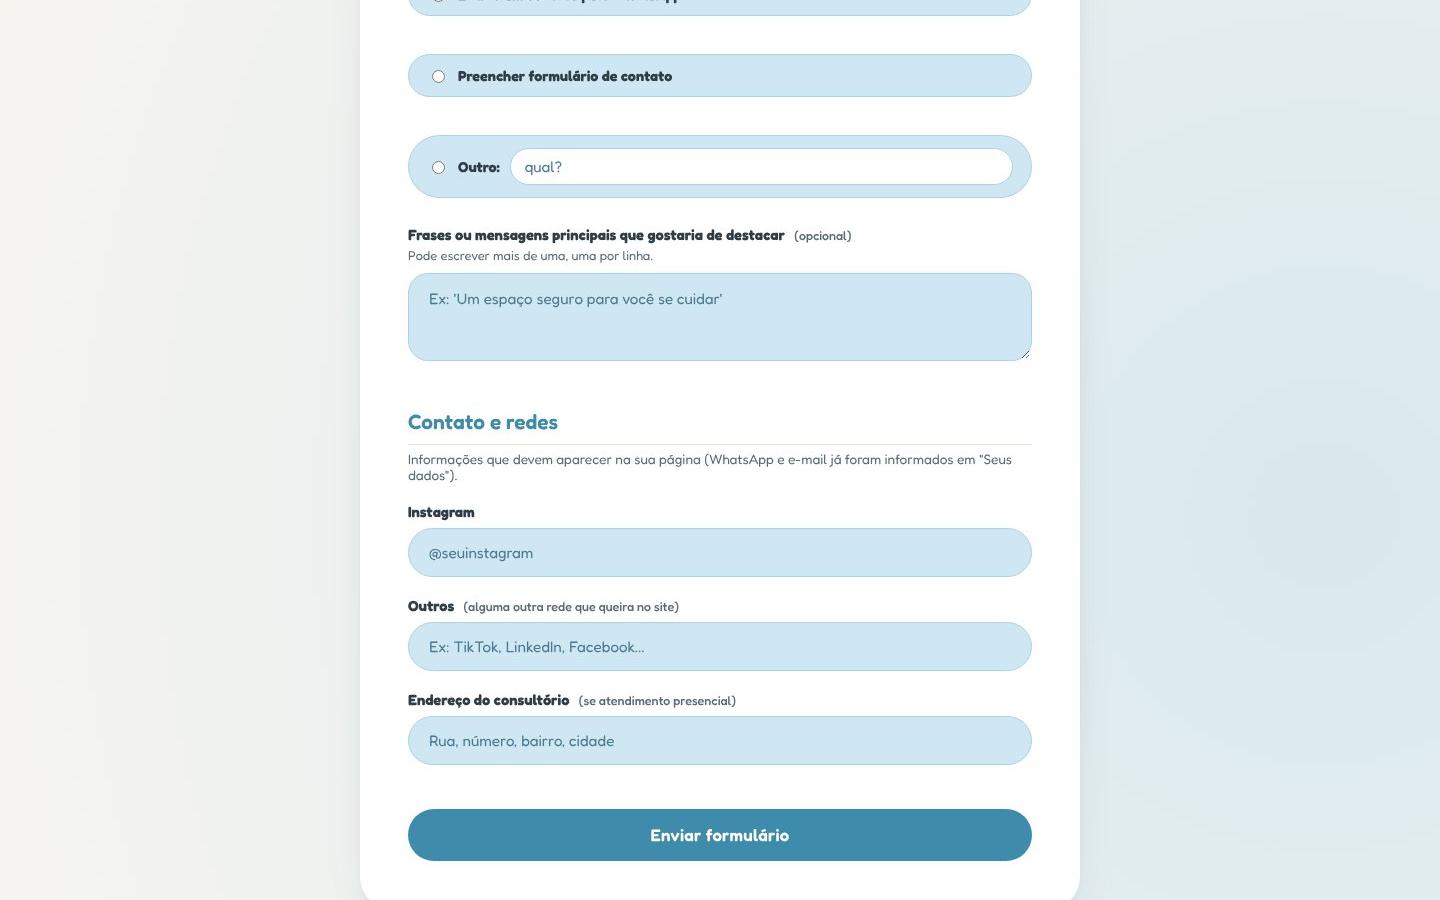 Preencher formulário de contato
Outro: qual?
Frases ou mensagens principais que gostaria de destacar (opcional)
Pode escrever mais de uma, uma por linha.
Ex: 'Um espaço seguro para você se cuidar'
Contato e redes
Informações que devem aparecer na sua página (WhatsApp e e-mail já foram informados em "Seus
dados").
Instagram
@seuinstagram
Outros (alguma outra rede que queira no site)
Ex: TikTok, LinkedIn, Facebook...
Endereço do consultório (se atendimento presencial)
Rua, número, bairro, cidade
Enviar formulário